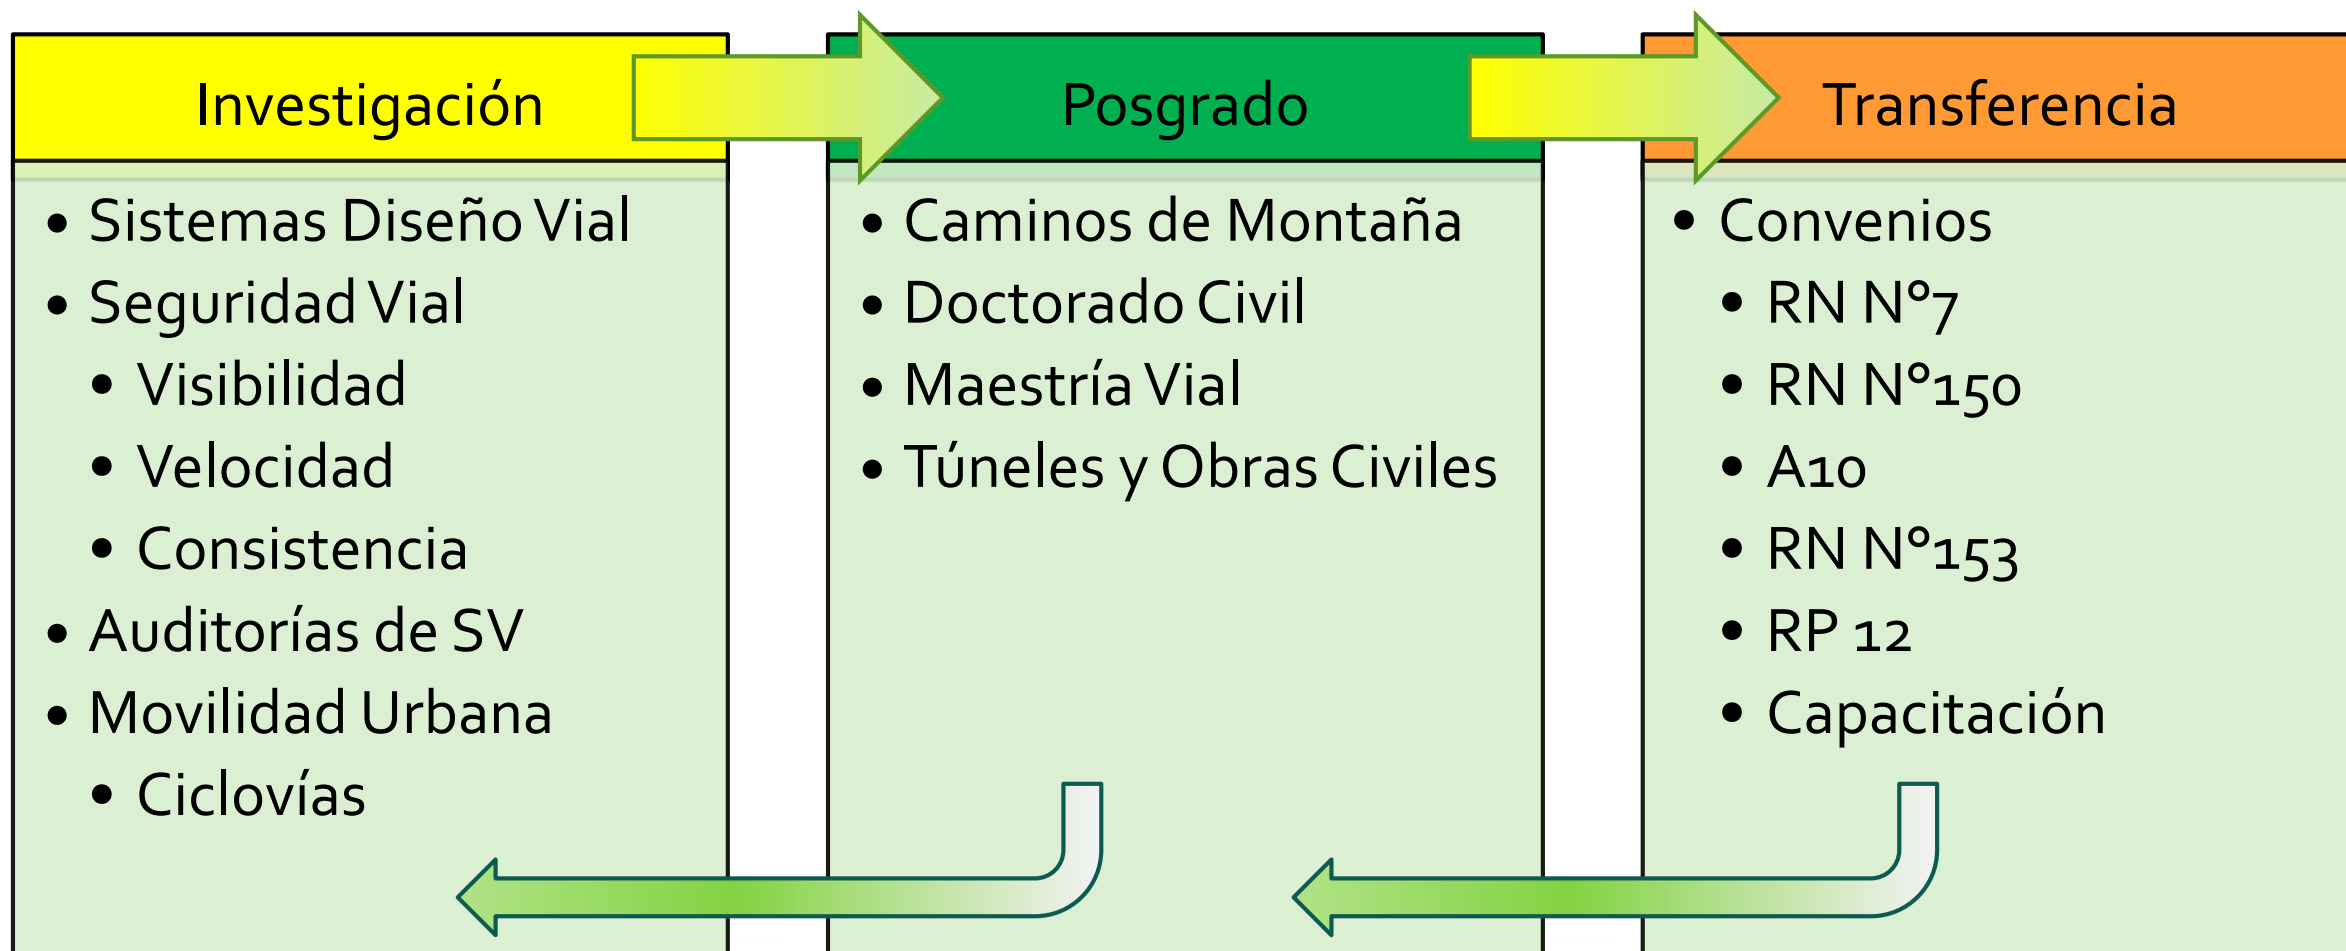 Investigación
• Sistemas Diseño Vial
• Seguridad Vial
• Visibilidad
• Velocidad
• Consistencia
• Auditorías de SV
• Movilidad Urbana
• Ciclovías
Posgrado
• Caminos de Montaña
• Doctorado Civil
• Maestría Vial
• Túneles y Obras Civiles
Transferencia
• Convenios
• RN N°7
• RN N°150
• A10
• RN N°153
• RP 12
• Capacitación